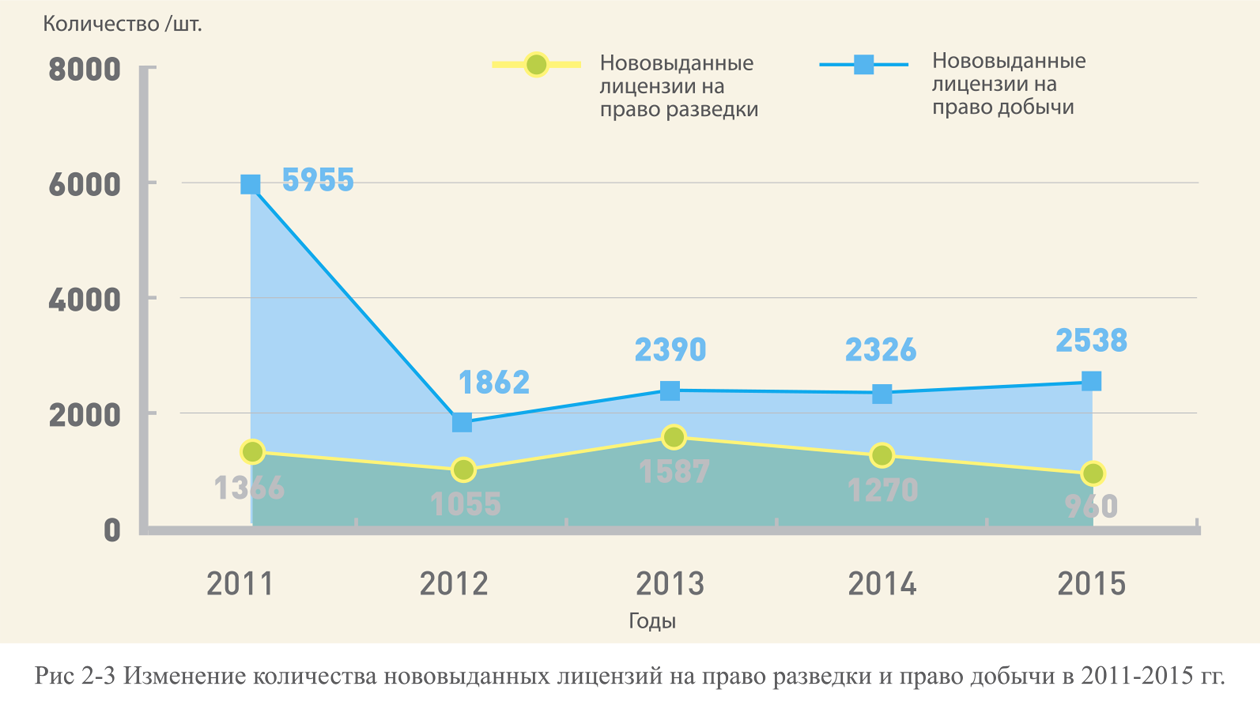 Количество /шт.
8000
6000
4000
2000
0
Нововыданные
лицензии на
право разведки
Нововыданные
лицензии на
право добычи
5955
1862
2390
2326
2538
1366
1055
1587
1270
960
2011
2012
2013
2014
2015
Годы
Рис 2-3 Изменение количества нововыданных лицензий на право разведки и право добычи в 2011-2015 гг.